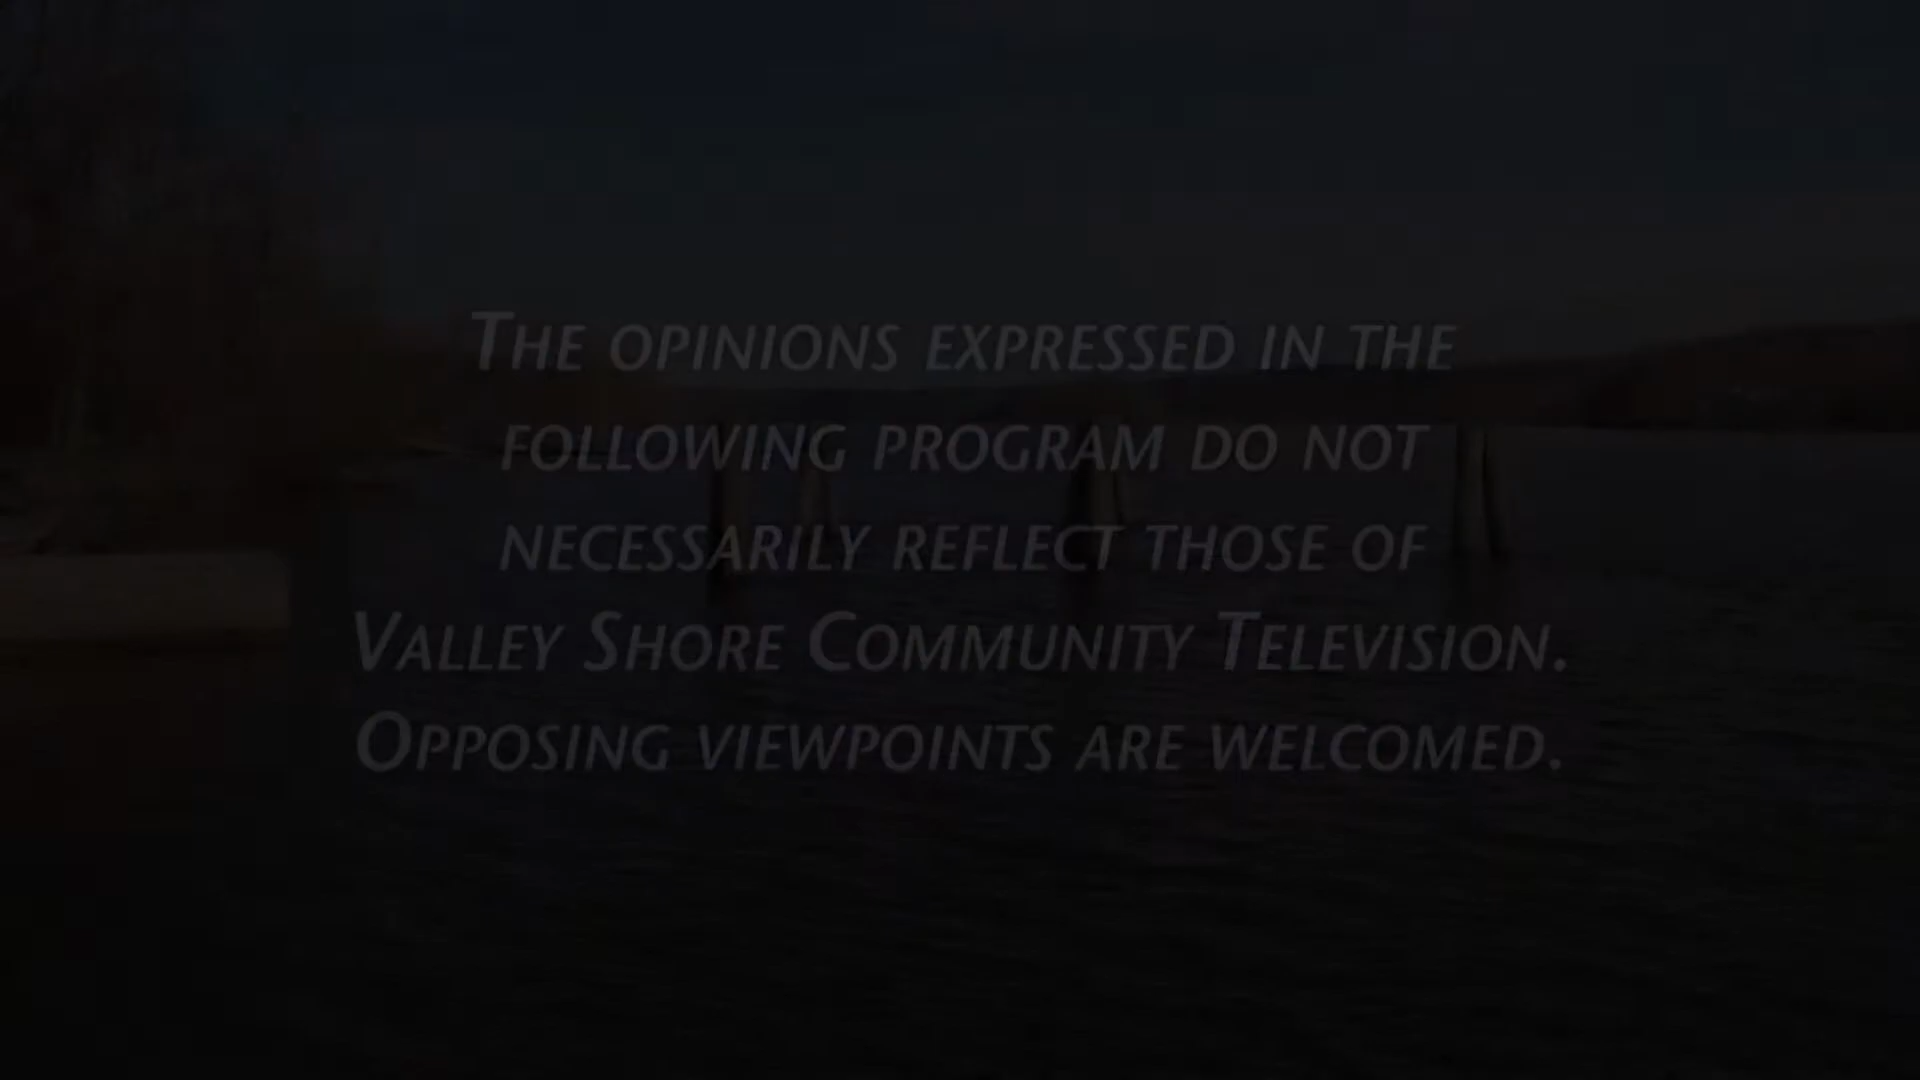 The opinions expressed in the
following program do not
necessarily reflect those of
Valley Shore Community Television.
Opposing viewpoints are welcomed.